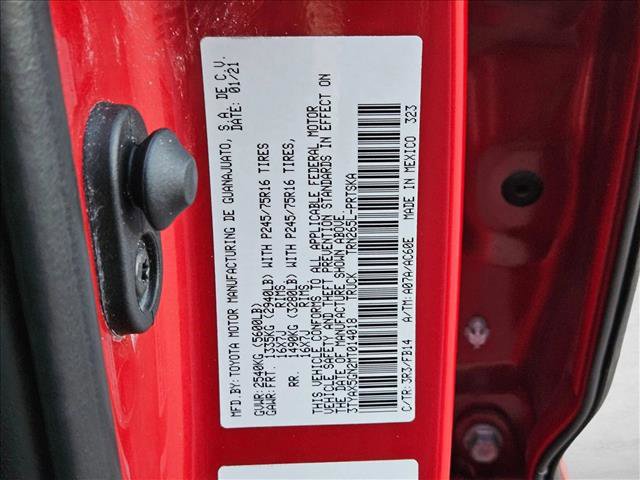 MFD.BY: TOYOTA MOTOR MANUFACTURING DE GUANAJUATO, S.A. DE C.V.
DATE: 01/21
GVWR: 2540KG (5600LB)
GAWR: FRT. 1335KG (2940LB) WITH P245/75R16 TIRES
16X7J RIMS,
RR. 1490KG (3280LB) WITH P245/75R16 TIRES,
16X7J RIMS,
THIS VEHICLE CONFORMS TO ALL APPLICABLE FEDERAL MOTOR
VEHICLE SAFETY AND THEFT PREVENTION STANDARDS IN EFFECT ON
THE DATE OF MANUFACTURE SHOWN ABOVE.
3TYAX5GN2MT014018 TRUCK TRN265L-PRTSKA
C/TR: 3R3/FB14 A/TM: A07A/AC60E MADE IN MEXICO 323